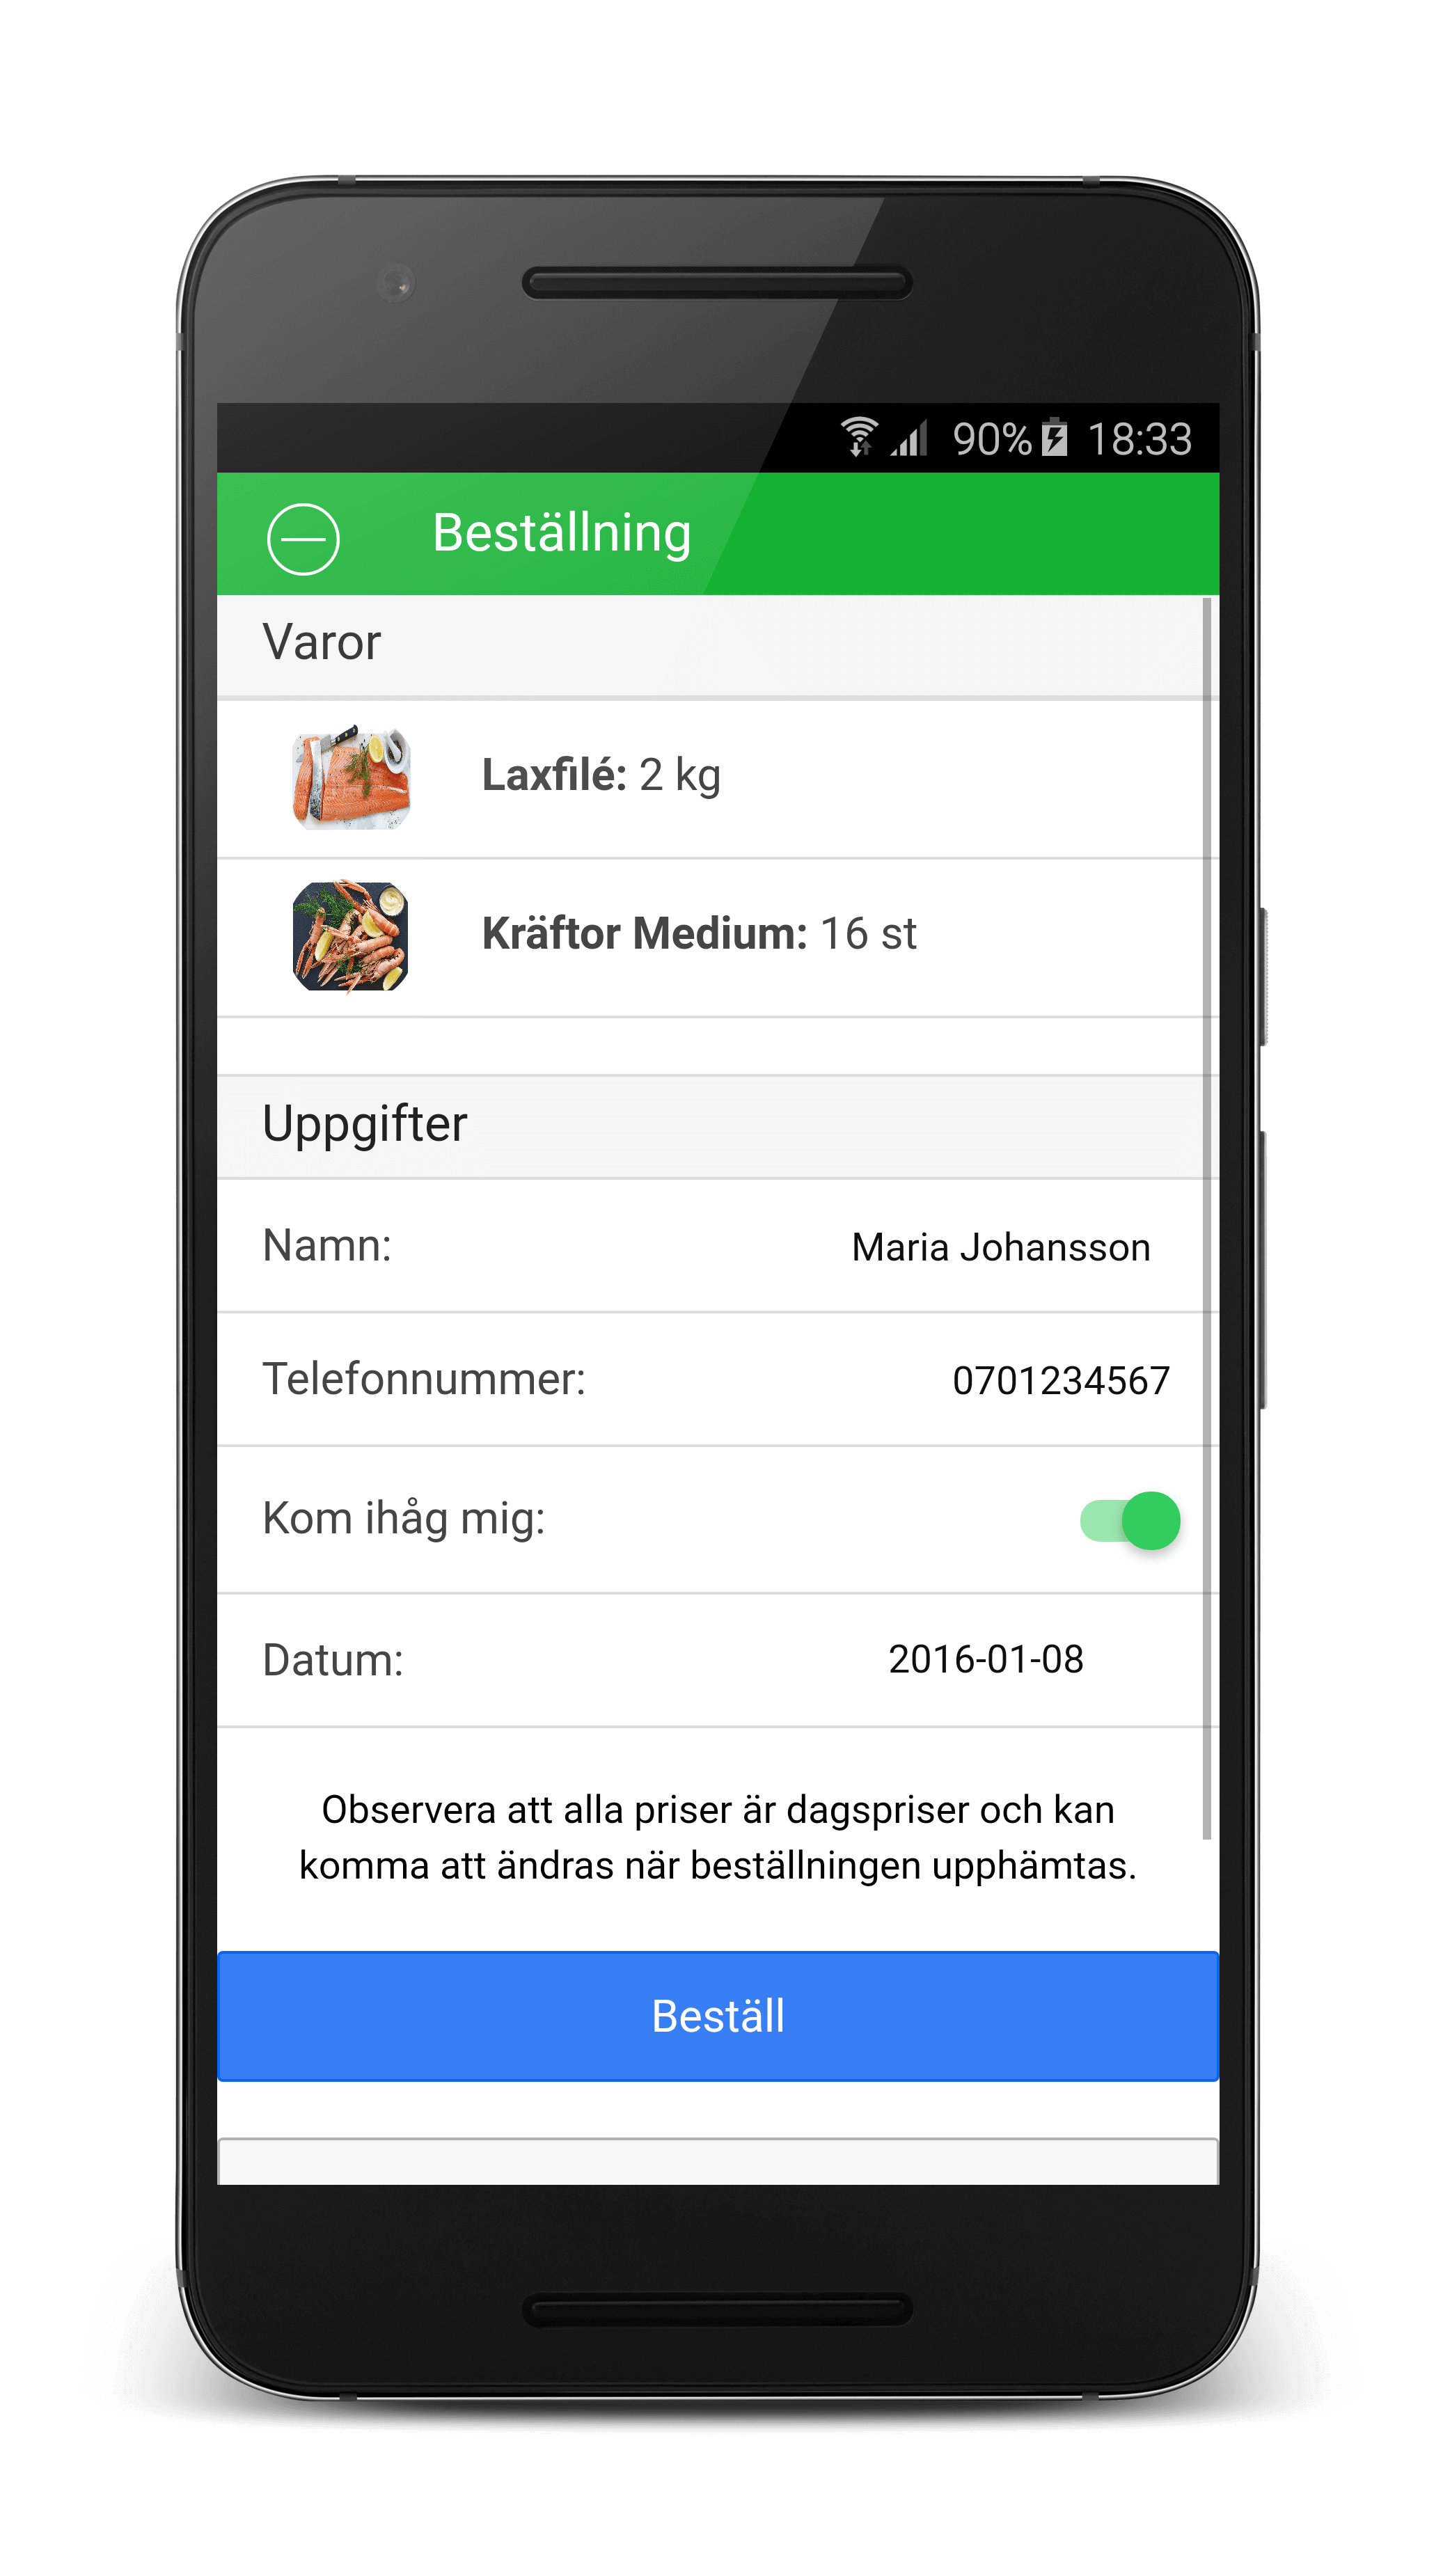 90% 18:33
Beställning
Varor
Laxfilé: 2 kg
Kräftor Medium: 16 st
Uppgifter
Namn: Maria Johansson
Telefonnummer: 0701234567
Kom ihåg mig:
Datum: 2016-01-08
Observera att alla priser är dagspriser och kan
komma att ändras när beställningen upphämtas.
Beställ